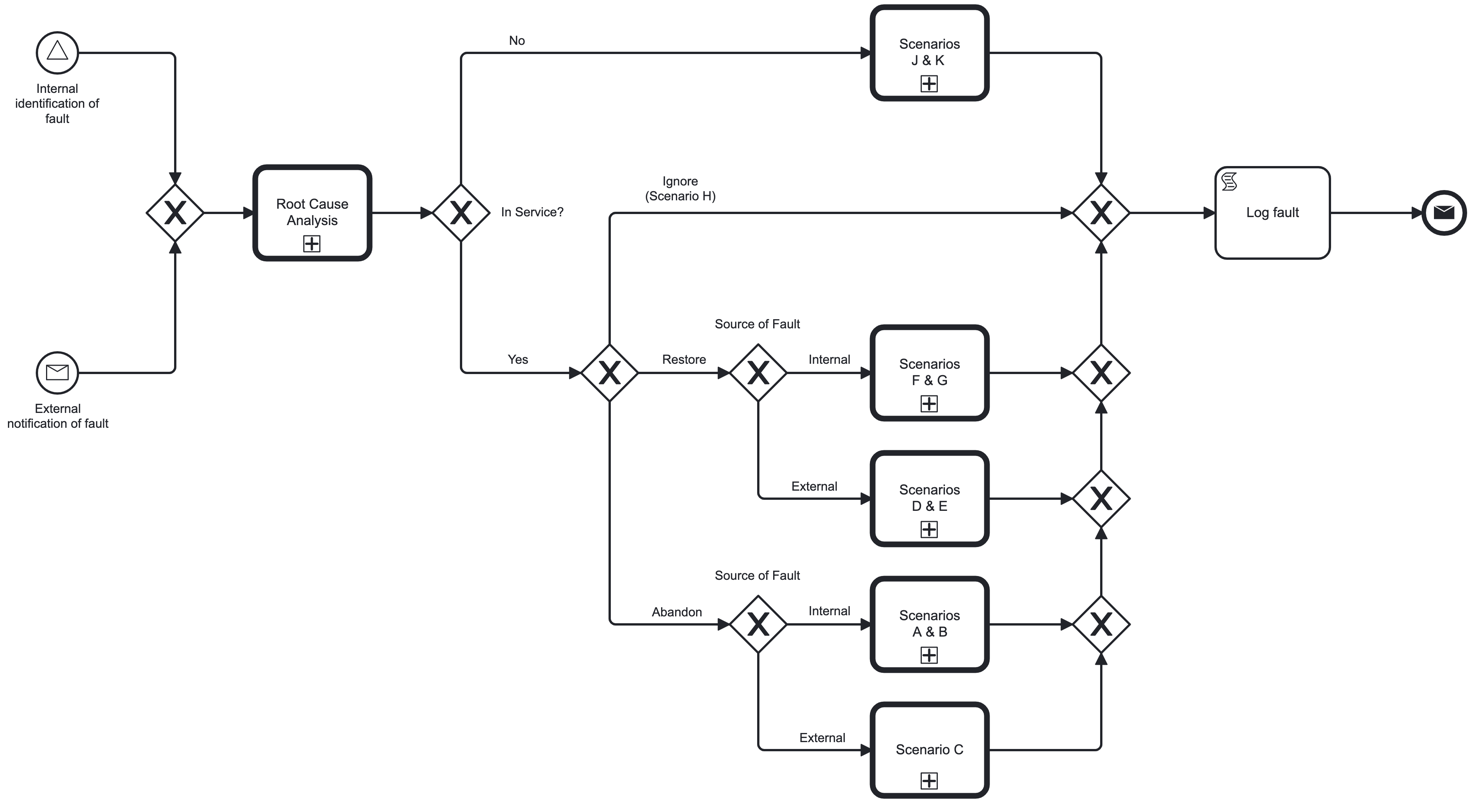 Internal
identification of
fault
External
notification of fault
Root Cause
Analysis
In Service?
No
Yes
Scenarios
J & K
Ignore
(Scenario H)
Restore
Source of Fault
Internal
Scenarios
F & G
External
Scenarios
D & E
Abandon
Source of Fault
Internal
Scenarios
A & B
External
Scenario C
Log fault